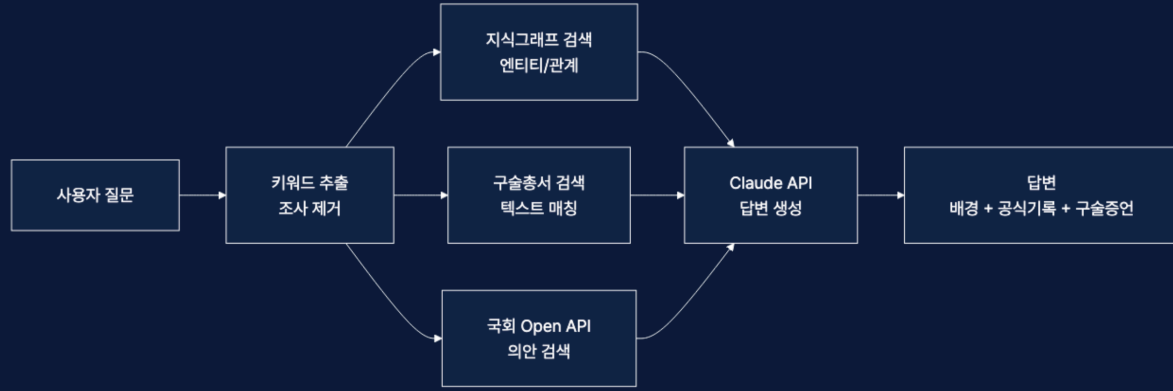 지식그래프 검색
엔티티/관계
사용자 질문
키워드 추출
조사 제거
구술총서 검색
텍스트 매칭
Claude API
답변 생성
답변
배경 + 공식기록 + 구술증언
국회 Open API
의안 검색